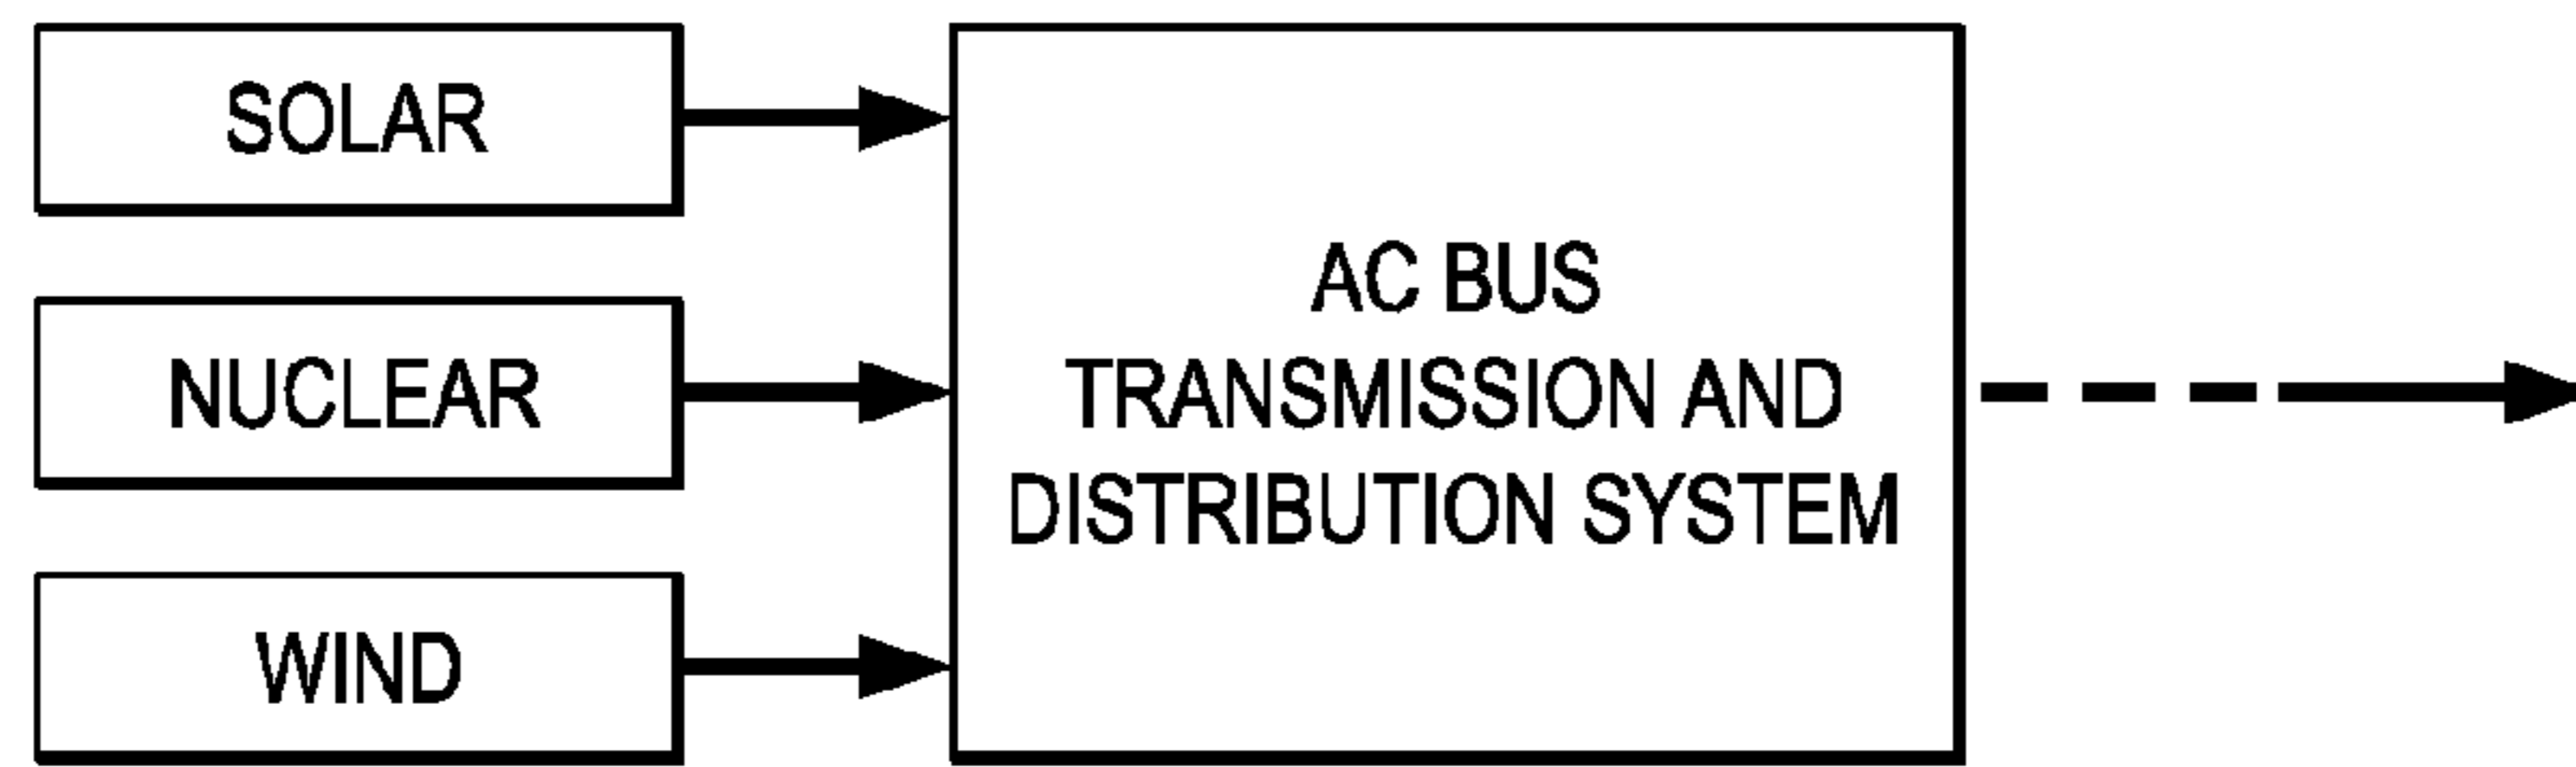 SOLAR
NUCLEAR
WIND
AC BUS
TRANSMISSION AND
DISTRIBUTION SYSTEM